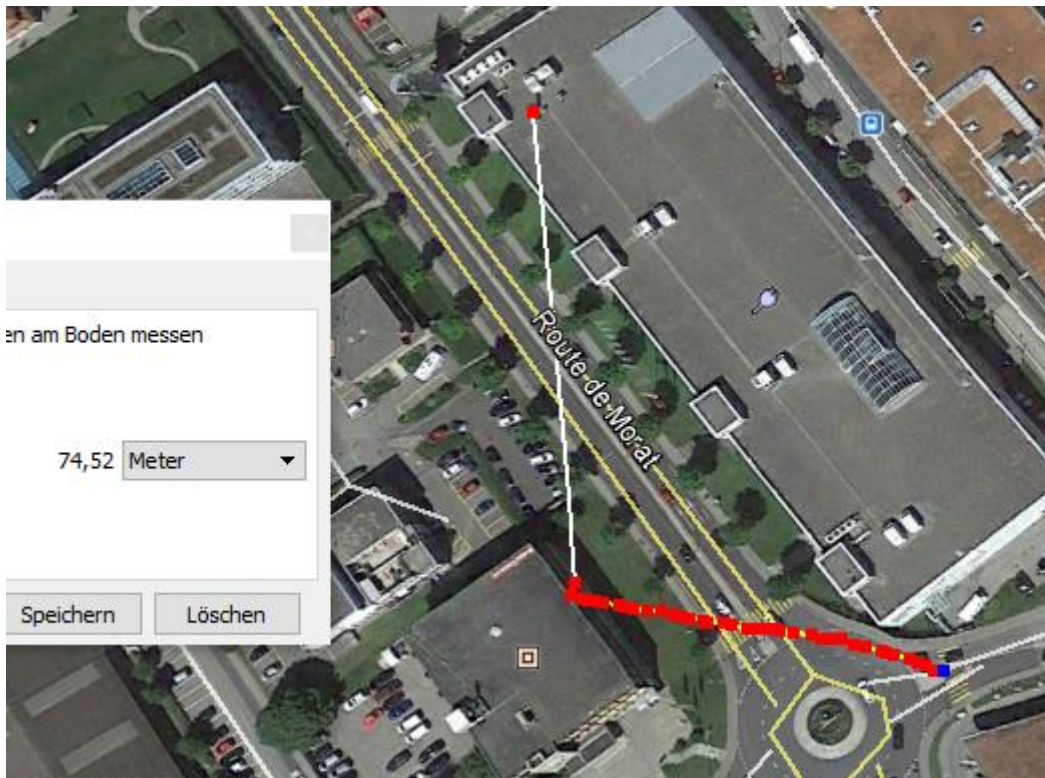 en am Boden messen
74,52 Meter
Speichern Löschen
Route de Morat